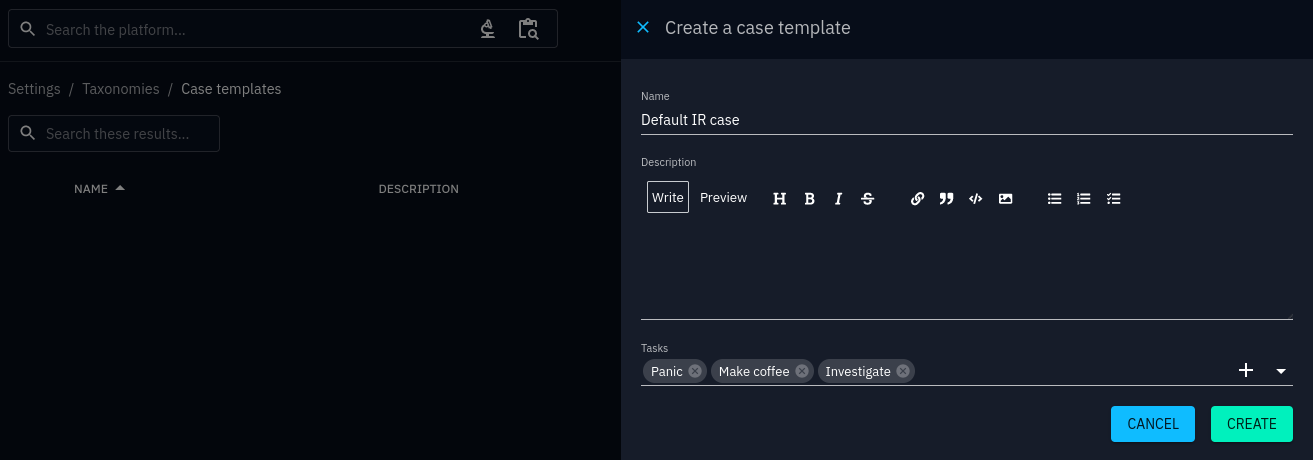 Search the platform...
Settings / Taxonomies / Case templates
Search these results...
NAME DESCRIPTION
Create a case template
Name
Default IR case
Description
Write Preview H B I S
Tasks
Panic Make coffee Investigate
CANCEL CREATE